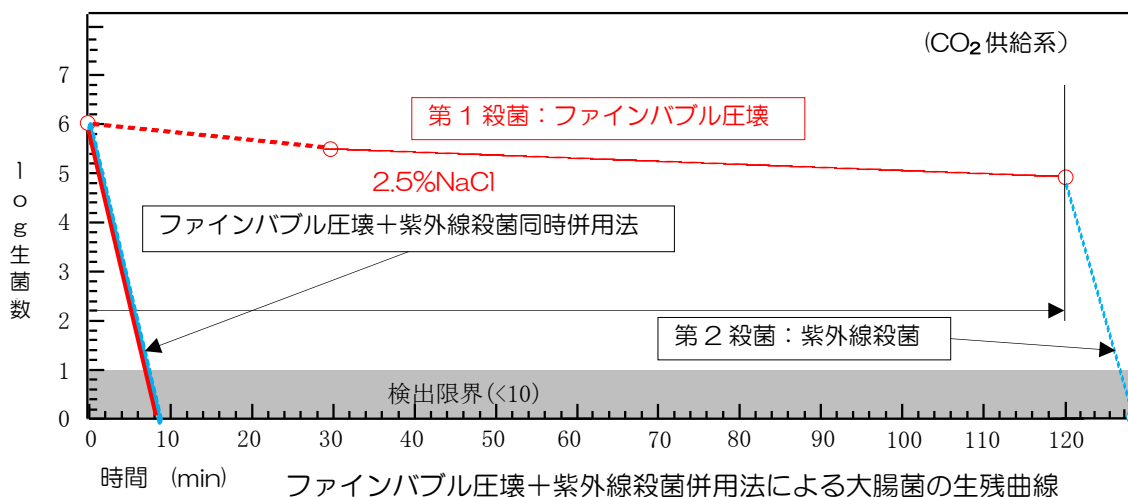 (CO₂供給系)
7
第1殺菌：ファインバブル圧壊
6
5
2.5%NaCl
ファインバブル圧壊＋紫外線殺菌同時併用法
4
3
2
第2殺菌：紫外線殺菌
1
検出限界(<10)
0
log生菌数
0 10 20 30 40 50 60 70 80 90 100 110 120
時間 (min)
ファインバブル圧壊＋紫外線殺菌併用法による大腸菌の生残曲線